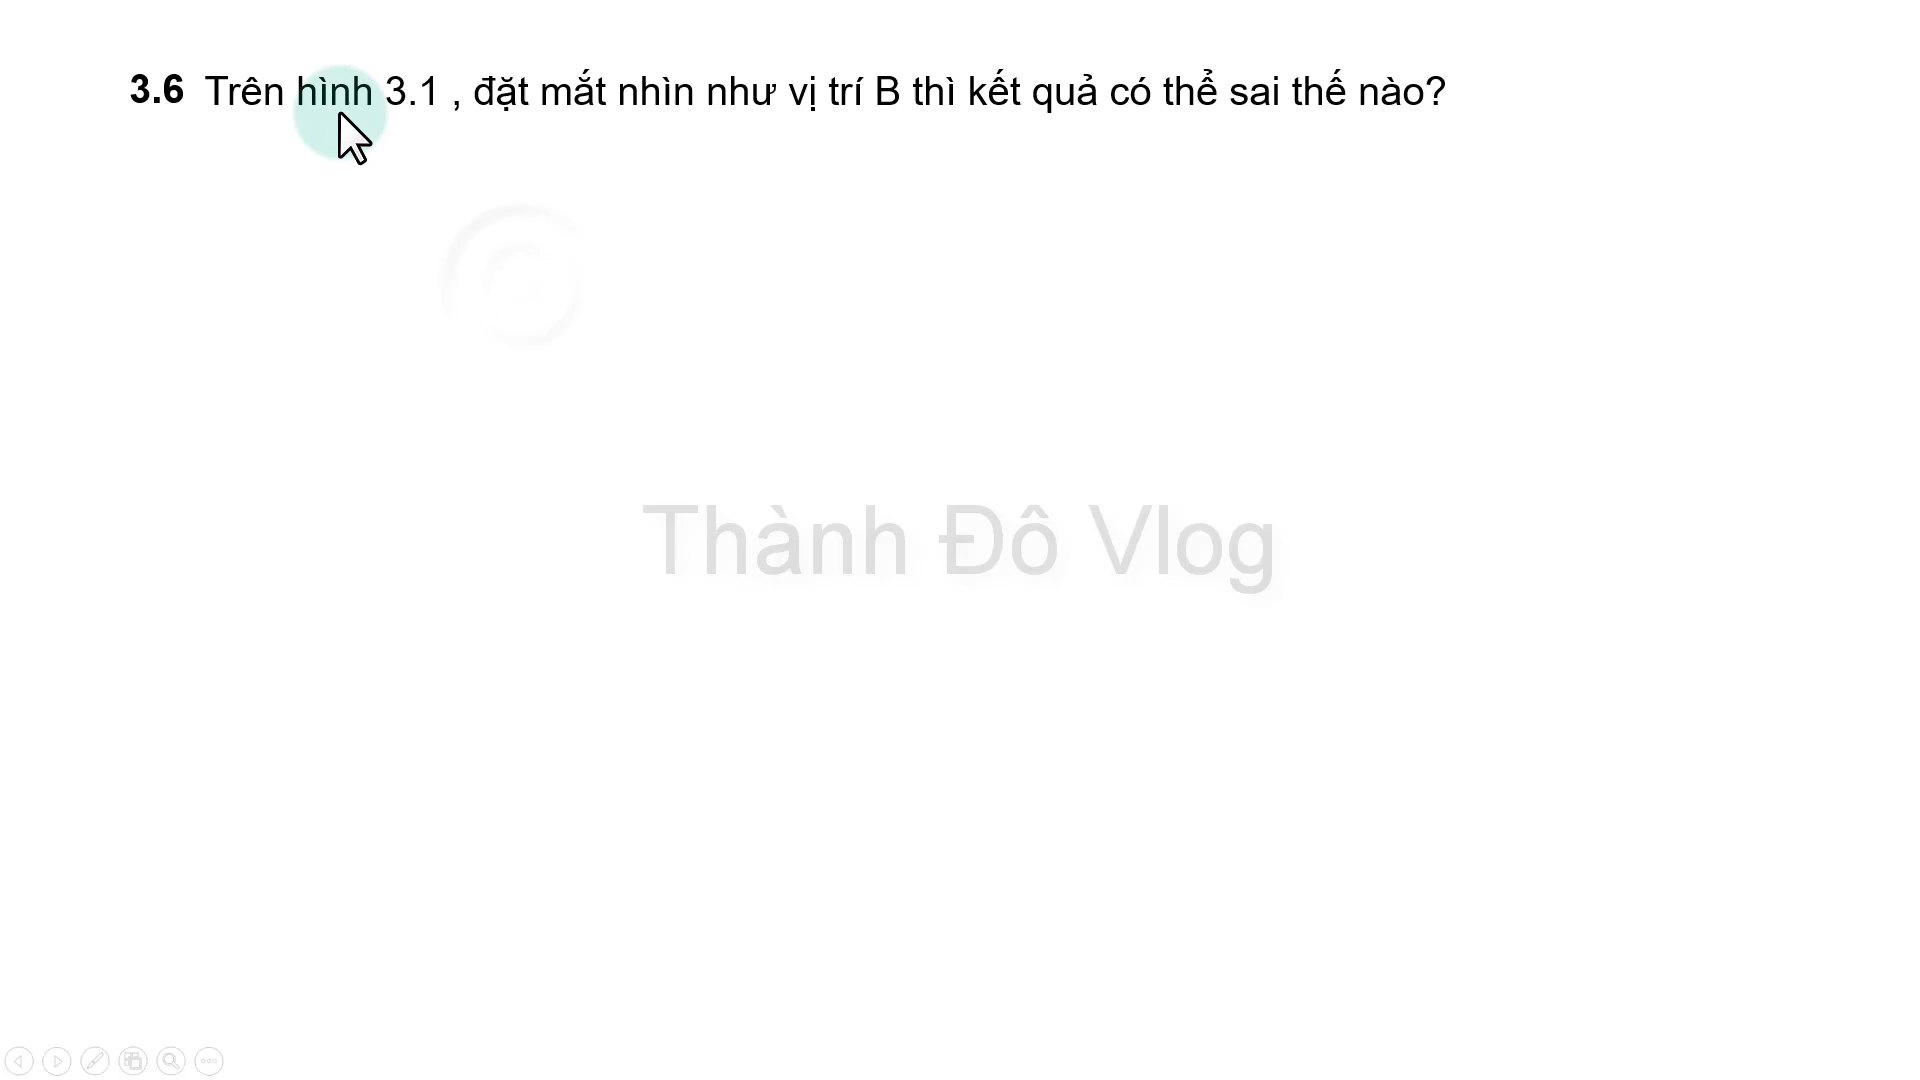 3.6 Trên hình 3.1 , đặt mắt nhìn như vị trí B thì kết quả có thể sai thế nào?
Thành Đô Vlog